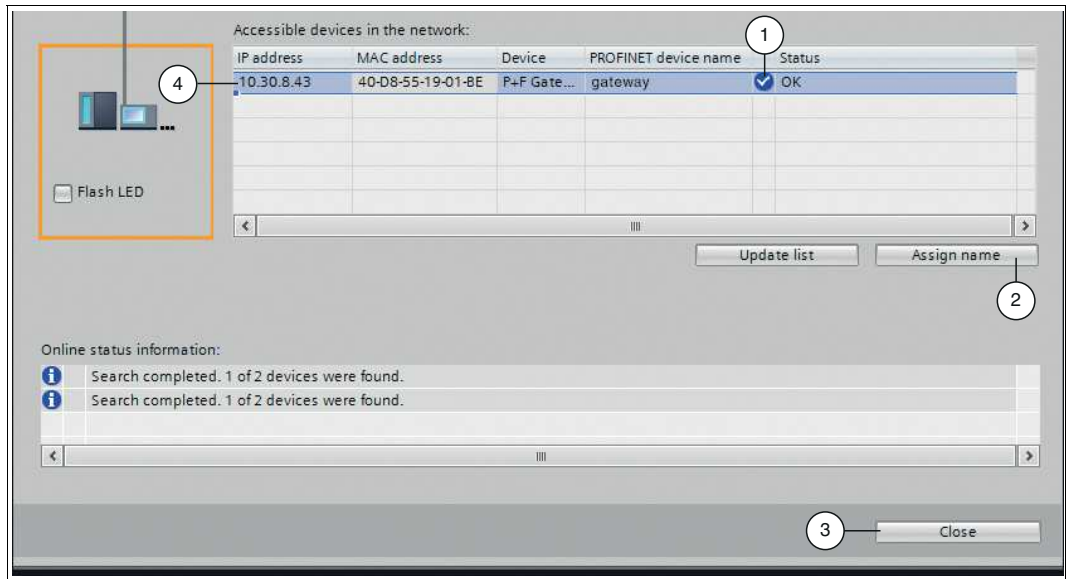 Accessible devices in the network:
1
IP address MAC address Device PROFINET device name Status
4
10.30.8.43 40-D8-55-19-01-BE P+F Gate... gateway OK
...
Flash LED
Update list Assign name
2
Online status information:
Search completed. 1 of 2 devices were found.
Search completed. 1 of 2 devices were found.
3
Close